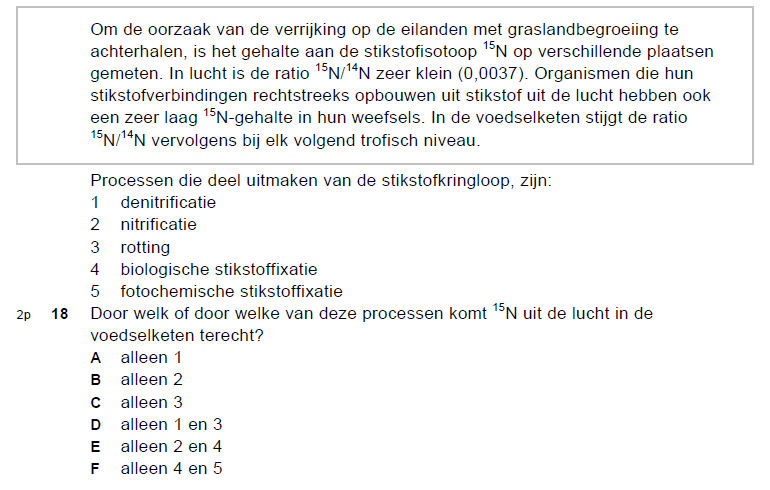 Om de oorzaak van de verrijking op de eilanden met graslandbegroeiing te
achterhalen, is het gehalte aan de stikstofisotoop ¹⁵N op verschillende plaatsen
gemeten. In lucht is de ratio ¹⁵N/¹⁴N zeer klein (0,0037). Organismen die hun
stikstofverbindingen rechtstreeks opbouwen uit stikstof uit de lucht hebben ook
een zeer laag ¹⁵N-gehalte in hun weefsels. In de voedselketen stijgt de ratio
¹⁵N/¹⁴N vervolgens bij elk volgend trofisch niveau.
Processen die deel uitmaken van de stikstofkringloop, zijn:
1 denitrificatie
2 nitrificatie
3 rotting
4 biologische stikstoffixatie
5 fotochemische stikstoffixatie
2p 18 Door welk of door welke van deze processen komt ¹⁵N uit de lucht in de
voedselketen terecht?
A alleen 1
B alleen 2
C alleen 3
D alleen 1 en 3
E alleen 2 en 4
F alleen 4 en 5